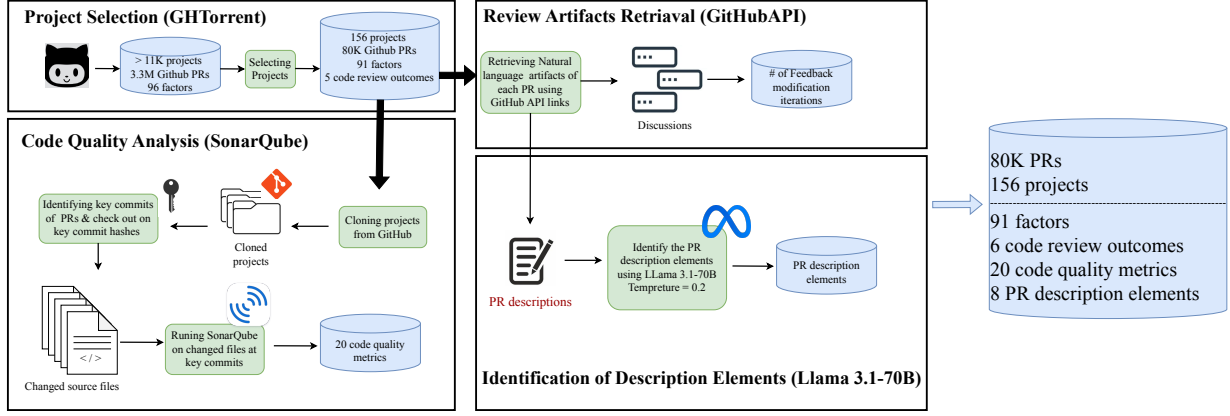 Project Selection (GHTorrent)
> 11K projects
3.3M Github PRs
96 factors
Selecting
Projects
156 projects
80K Github PRs
91 factors
5 code review outcomes
Review Artifacts Retriaval (GitHubAPI)
Retrieving Natural
language artifacts of
each PR using
GitHub API links
Discussions
# of Feedback
modification
iterations
Code Quality Analysis (SonarQube)
Identifying key commits
of PRs & check out on
key commit hashes
Cloned
projects
Cloning projects
from GitHub
</>
Changed source files
Runing SonarQube
on changed files at
key commits
20 code quality
metrics
PR descriptions
Identify the PR
description elements
using LLama 3.1-70B
Tempreture = 0.2
PR description
elements
Identification of Description Elements (Llama 3.1-70B)
80K PRs
156 projects
91 factors
6 code review outcomes
20 code quality metrics
8 PR description elements